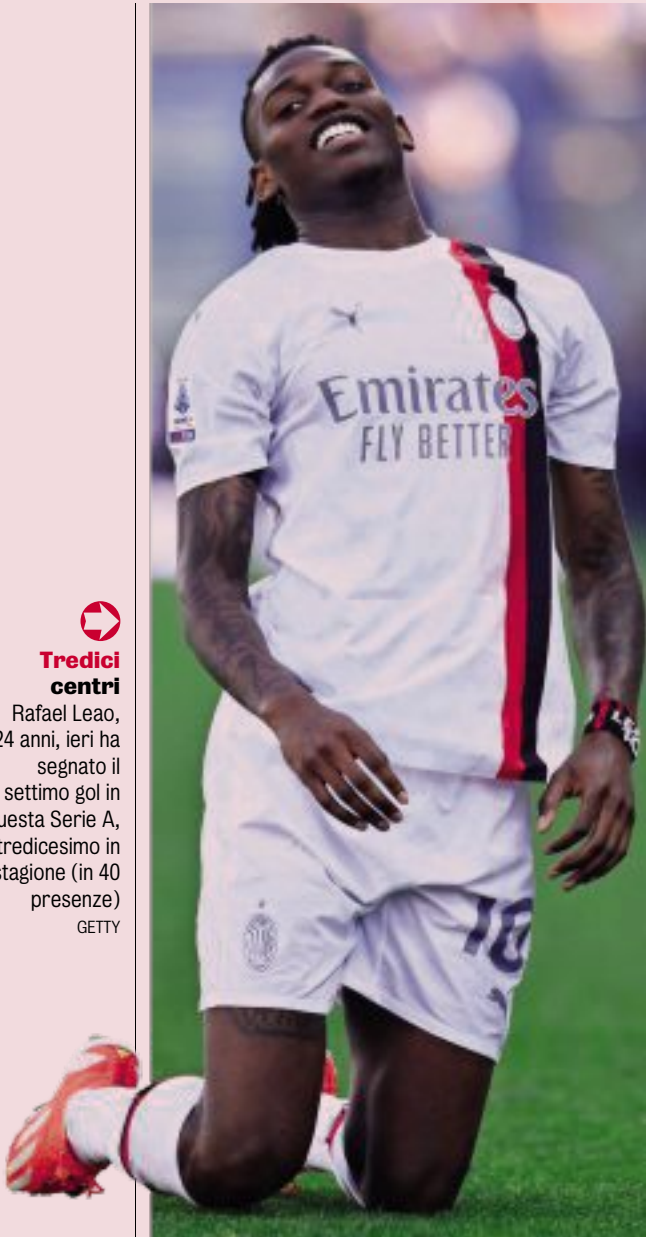 Tredici
centri
Rafael Leao,
24 anni, ieri ha
segnato il
settimo gol in
uesta Serie A,
tredicesimo in
stagione (in 40
presenze)
GETTY
Emirates
FLY BETTER
10